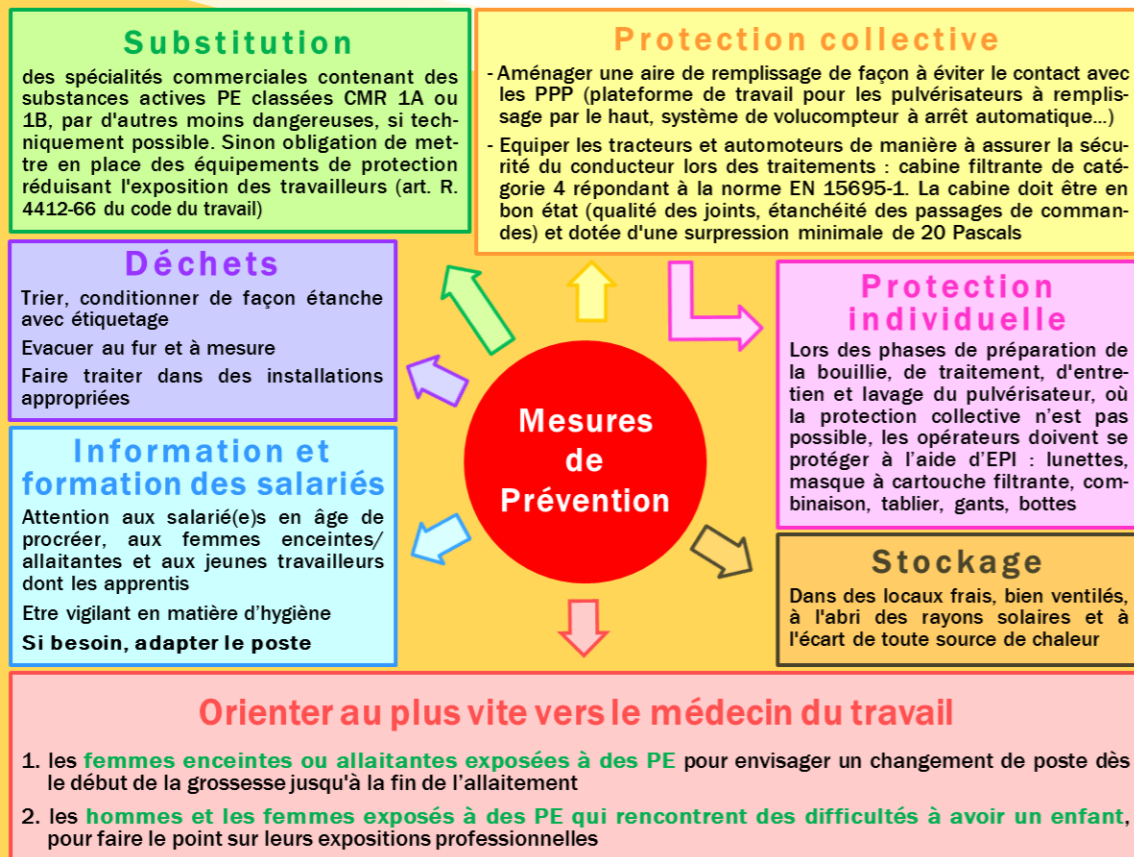 Substitution
des spécialités commerciales contenant des
substances actives PE classées CMR 1A ou
1B, par d'autres moins dangereuses, si tech-
niquement possible. Sinon obligation de met-
tre en place des équipements de protection
réduisant l'exposition des travailleurs (art. R.
4412-66 du code du travail)
Protection collective
- Aménager une aire de remplissage de façon à éviter le contact avec
les PPP (plateforme de travail pour les pulvérisateurs à remplis-
sage par le haut, système de volucompteur à arrêt automatique...)
- Equiper les tracteurs et automoteurs de manière à assurer la sécu-
rité du conducteur lors des traitements : cabine filtrante de caté-
gorie 4 répondant à la norme EN 15695-1. La cabine doit être en
bon état (qualité des joints, étanchéité des passages de comman-
des) et dotée d'une surpression minimale de 20 Pascals
Déchets
Trier, conditionner de façon étanche
avec étiquetage
Evacuer au fur et à mesure
Faire traiter dans des installations
appropriées
Protection
individuelle
Lors des phases de préparation de
la bouillie, de traitement, d'entre-
tien et lavage du pulvérisateur, où
la protection collective n'est pas
possible, les opérateurs doivent se
protéger à l'aide d'EPI : lunettes,
masque à cartouche filtrante, com-
binaison, tablier, gants, bottes
Mesures
de
Prévention
Information et
formation des salariés
Attention aux salarié(e)s en âge de
procréer, aux femmes enceintes/
allaitantes et aux jeunes travailleurs
dont les apprentis
Etre vigilant en matière d'hygiène
Si besoin, adapter le poste
Stockage
Dans des locaux frais, bien ventilés,
à l'abri des rayons solaires et à
l'écart de toute source de chaleur
Orienter au plus vite vers le médecin du travail
1. les femmes enceintes ou allaitantes exposées à des PE pour envisager un changement de poste dès
le début de la grossesse jusqu'à la fin de l'allaitement
2. les hommes et les femmes exposés à des PE qui rencontrent des difficultés à avoir un enfant,
pour faire le point sur leurs expositions professionnelles